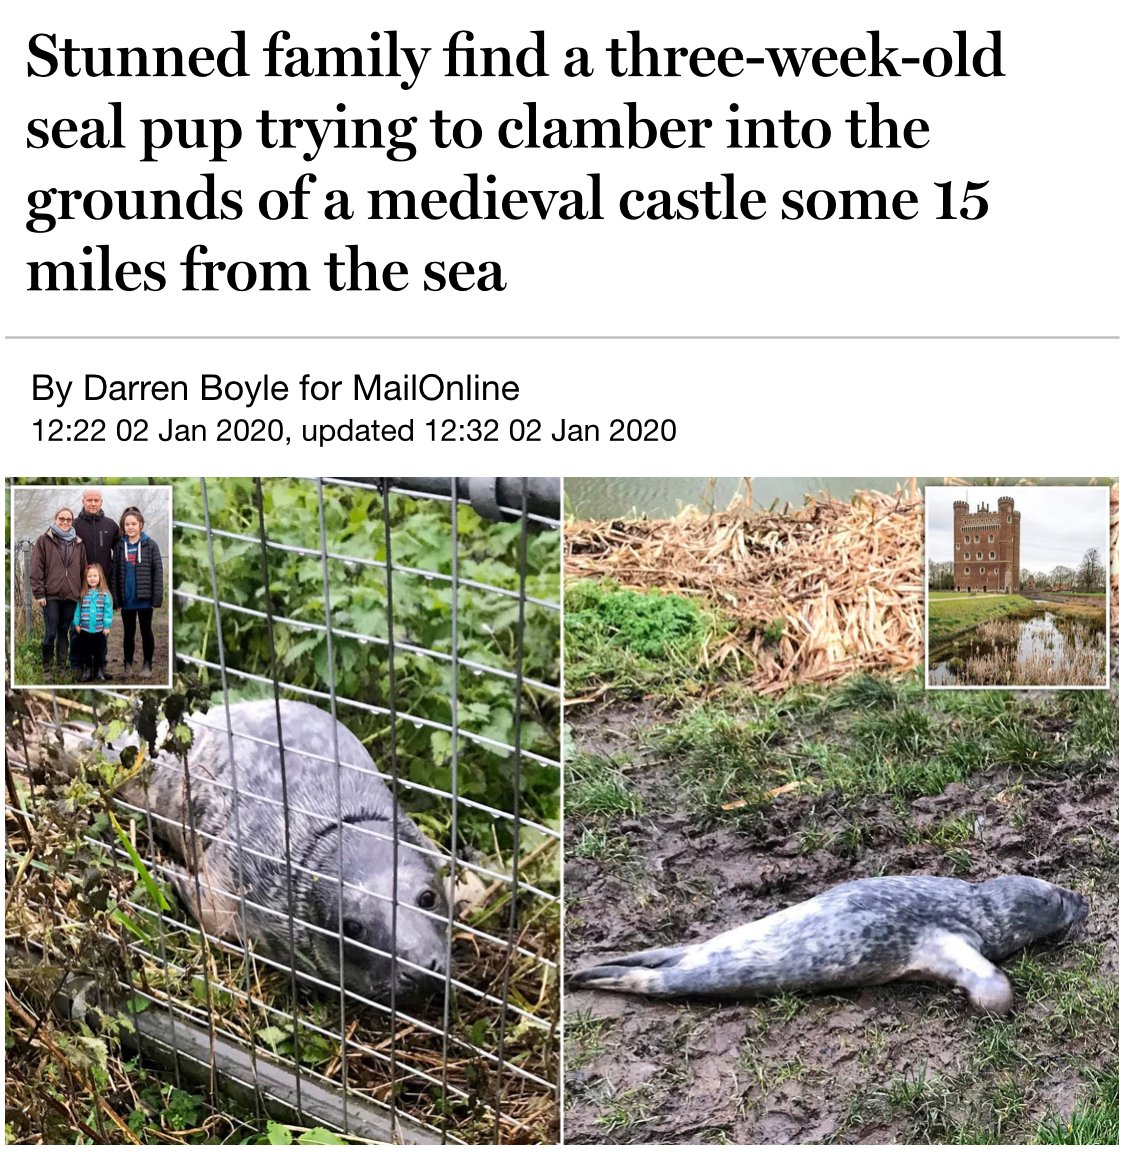 Stunned family find a three-week-old
seal pup trying to clamber into the
grounds of a medieval castle some 15
miles from the sea
By Darren Boyle for MailOnline
12:22 02 Jan 2020, updated 12:32 02 Jan 2020